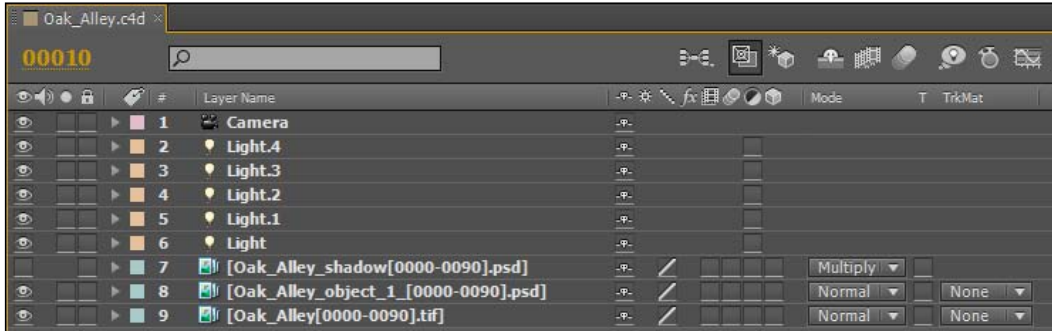 Oak_Alley.c4d
00010
# Layer Name fx Mode T TrkMat
1 Camera
2 Light.4
3 Light.3
4 Light.2
5 Light.1
6 Light
7 [Oak_Alley_shadow[0000-0090].psd] Multiply
8 [Oak_Alley_object_1_[0000-0090].psd] Normal None
9 [Oak_Alley[0000-0090].tif] Normal None